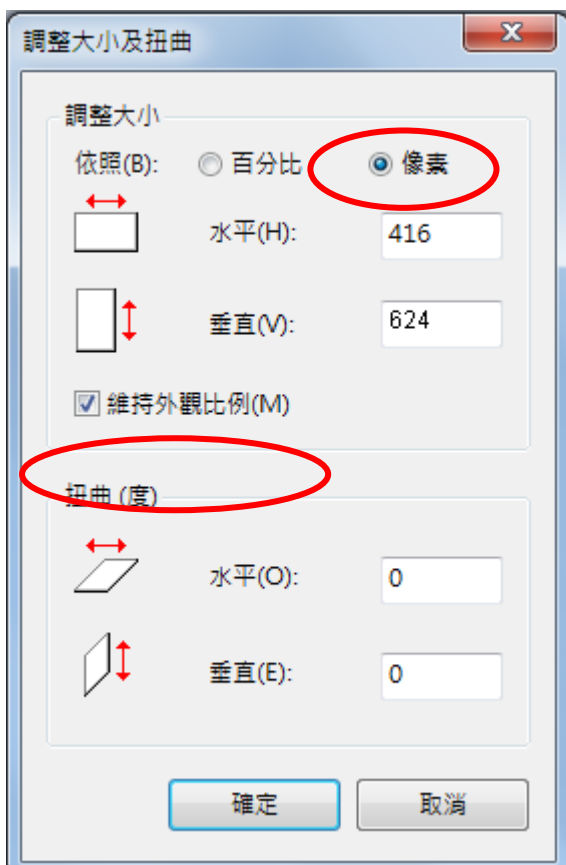 調整大小及扭曲
調整大小
依照(B): 百分比 像素
水平(H): 416
垂直(V): 624
維持外觀比例(M)
扭曲 (度)
水平(O): 0
垂直(E): 0
確定 取消